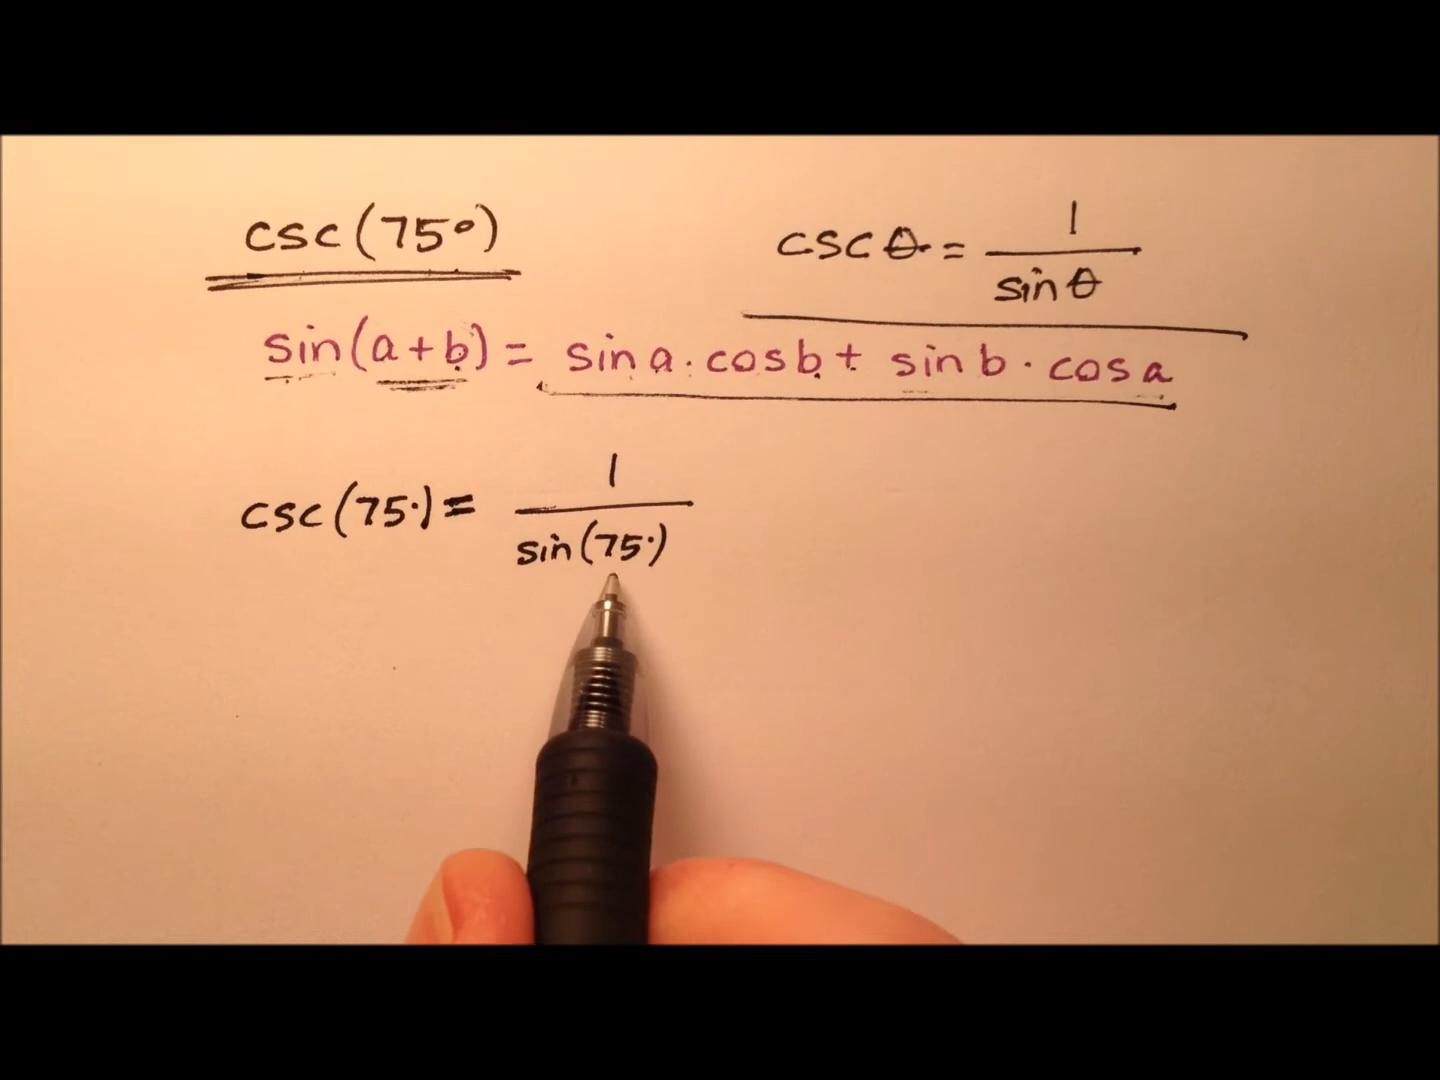 csc(75°)
cscθ = 1/sinθ
sin(a+b) = sin a · cos b + sin b · cos a
csc(75·) = 1/sin(75·)